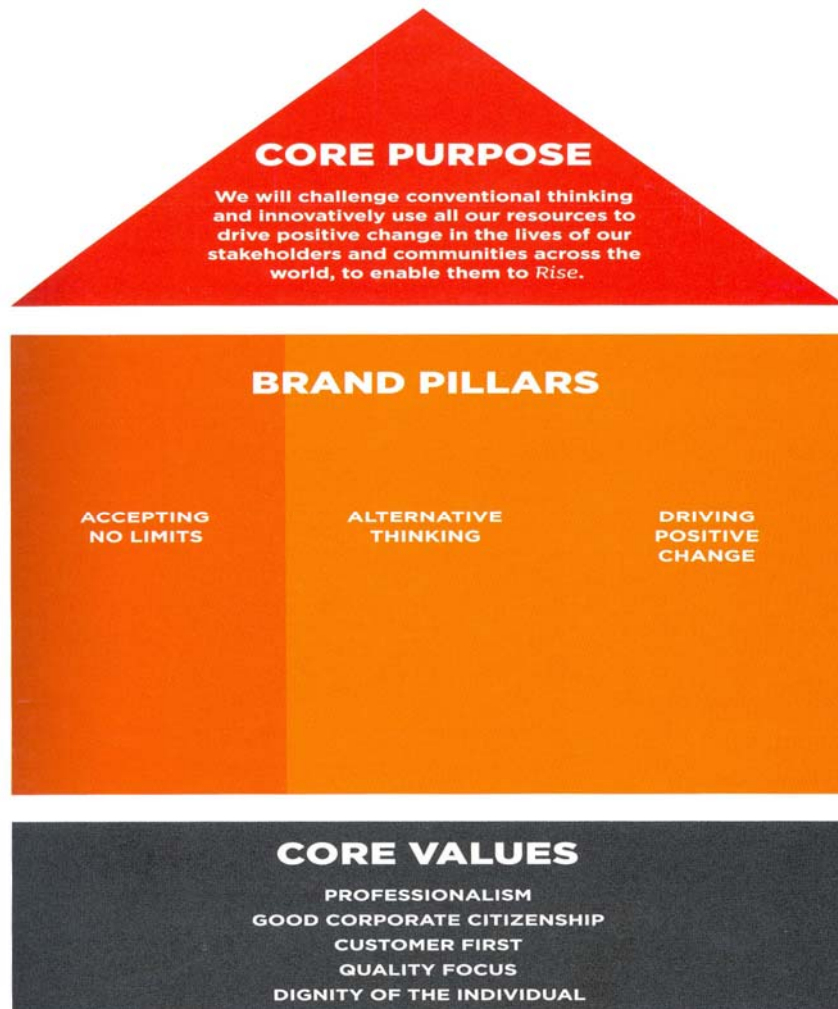 CORE PURPOSE
We will challenge conventional thinking
and innovatively use all our resources to
drive positive change in the lives of our
stakeholders and communities across the
world, to enable them to Rise.
BRAND PILLARS
ACCEPTING
NO LIMITS
ALTERNATIVE
THINKING
DRIVING
POSITIVE
CHANGE
CORE VALUES
PROFESSIONALISM
GOOD CORPORATE CITIZENSHIP
CUSTOMER FIRST
QUALITY FOCUS
DIGNITY OF THE INDIVIDUAL